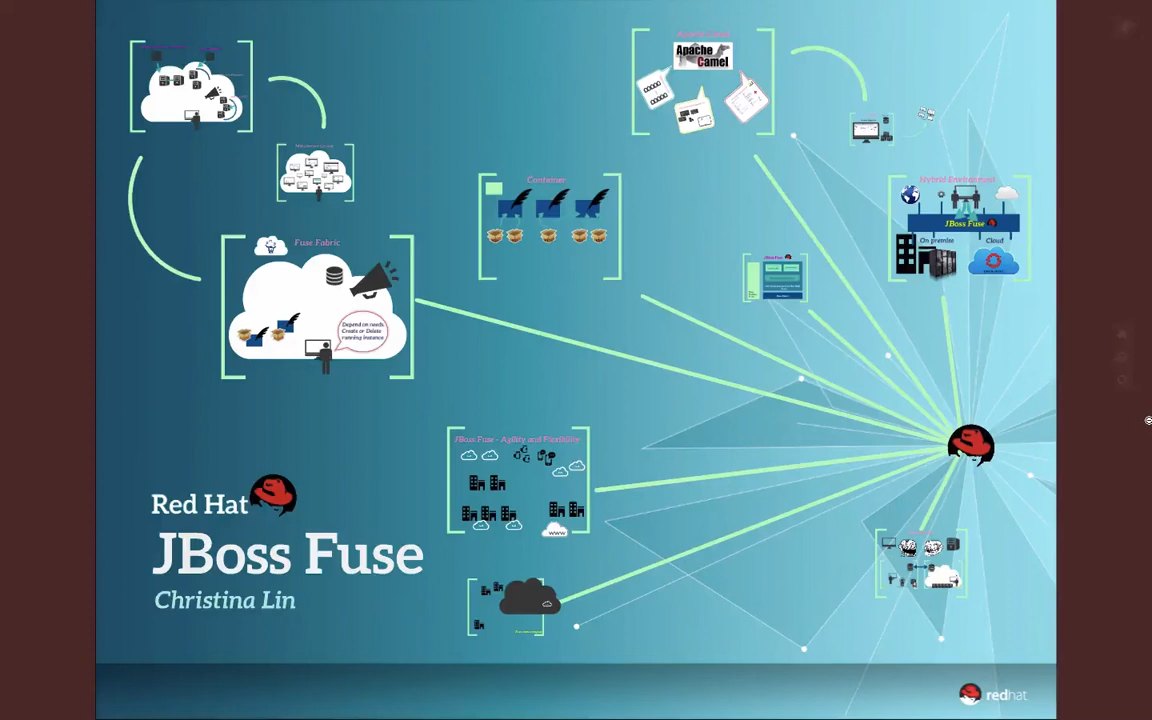 Apache
Camel
Container
Hybrid Environment
JBoss Fuse
On premise
Cloud
Fuse Fabric
Depend on needs,
Create or Delete
running instance
JBoss Fuse - Agility and Flexibility
www
Red Hat
JBoss Fuse
Christina Lin
redhat